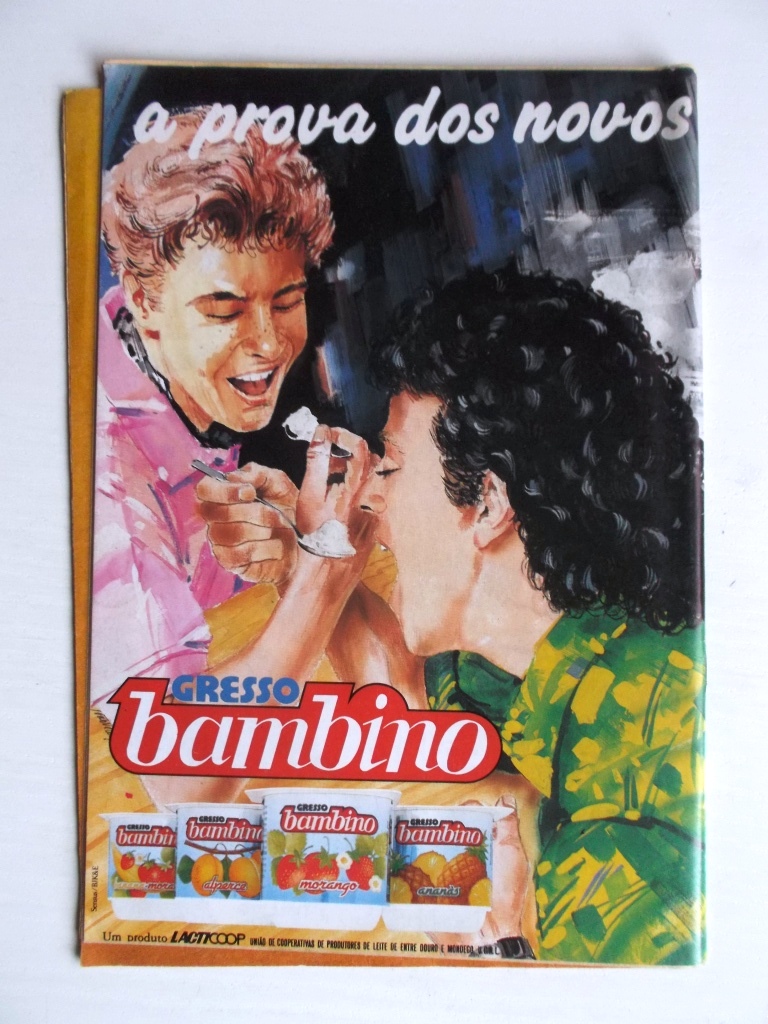 a prova dos novos
GRESSO
bambino
GRESSO
bambino
GRESSO
bambino
alperce
GRESSO
bambino
morango
GRESSO
bambino
ananás
Um produto LACTICOOP UNIÃO DE COOPERATIVAS DE PRODUTORES DE LEITE DE ENTRE DOURO E MONDEGO,